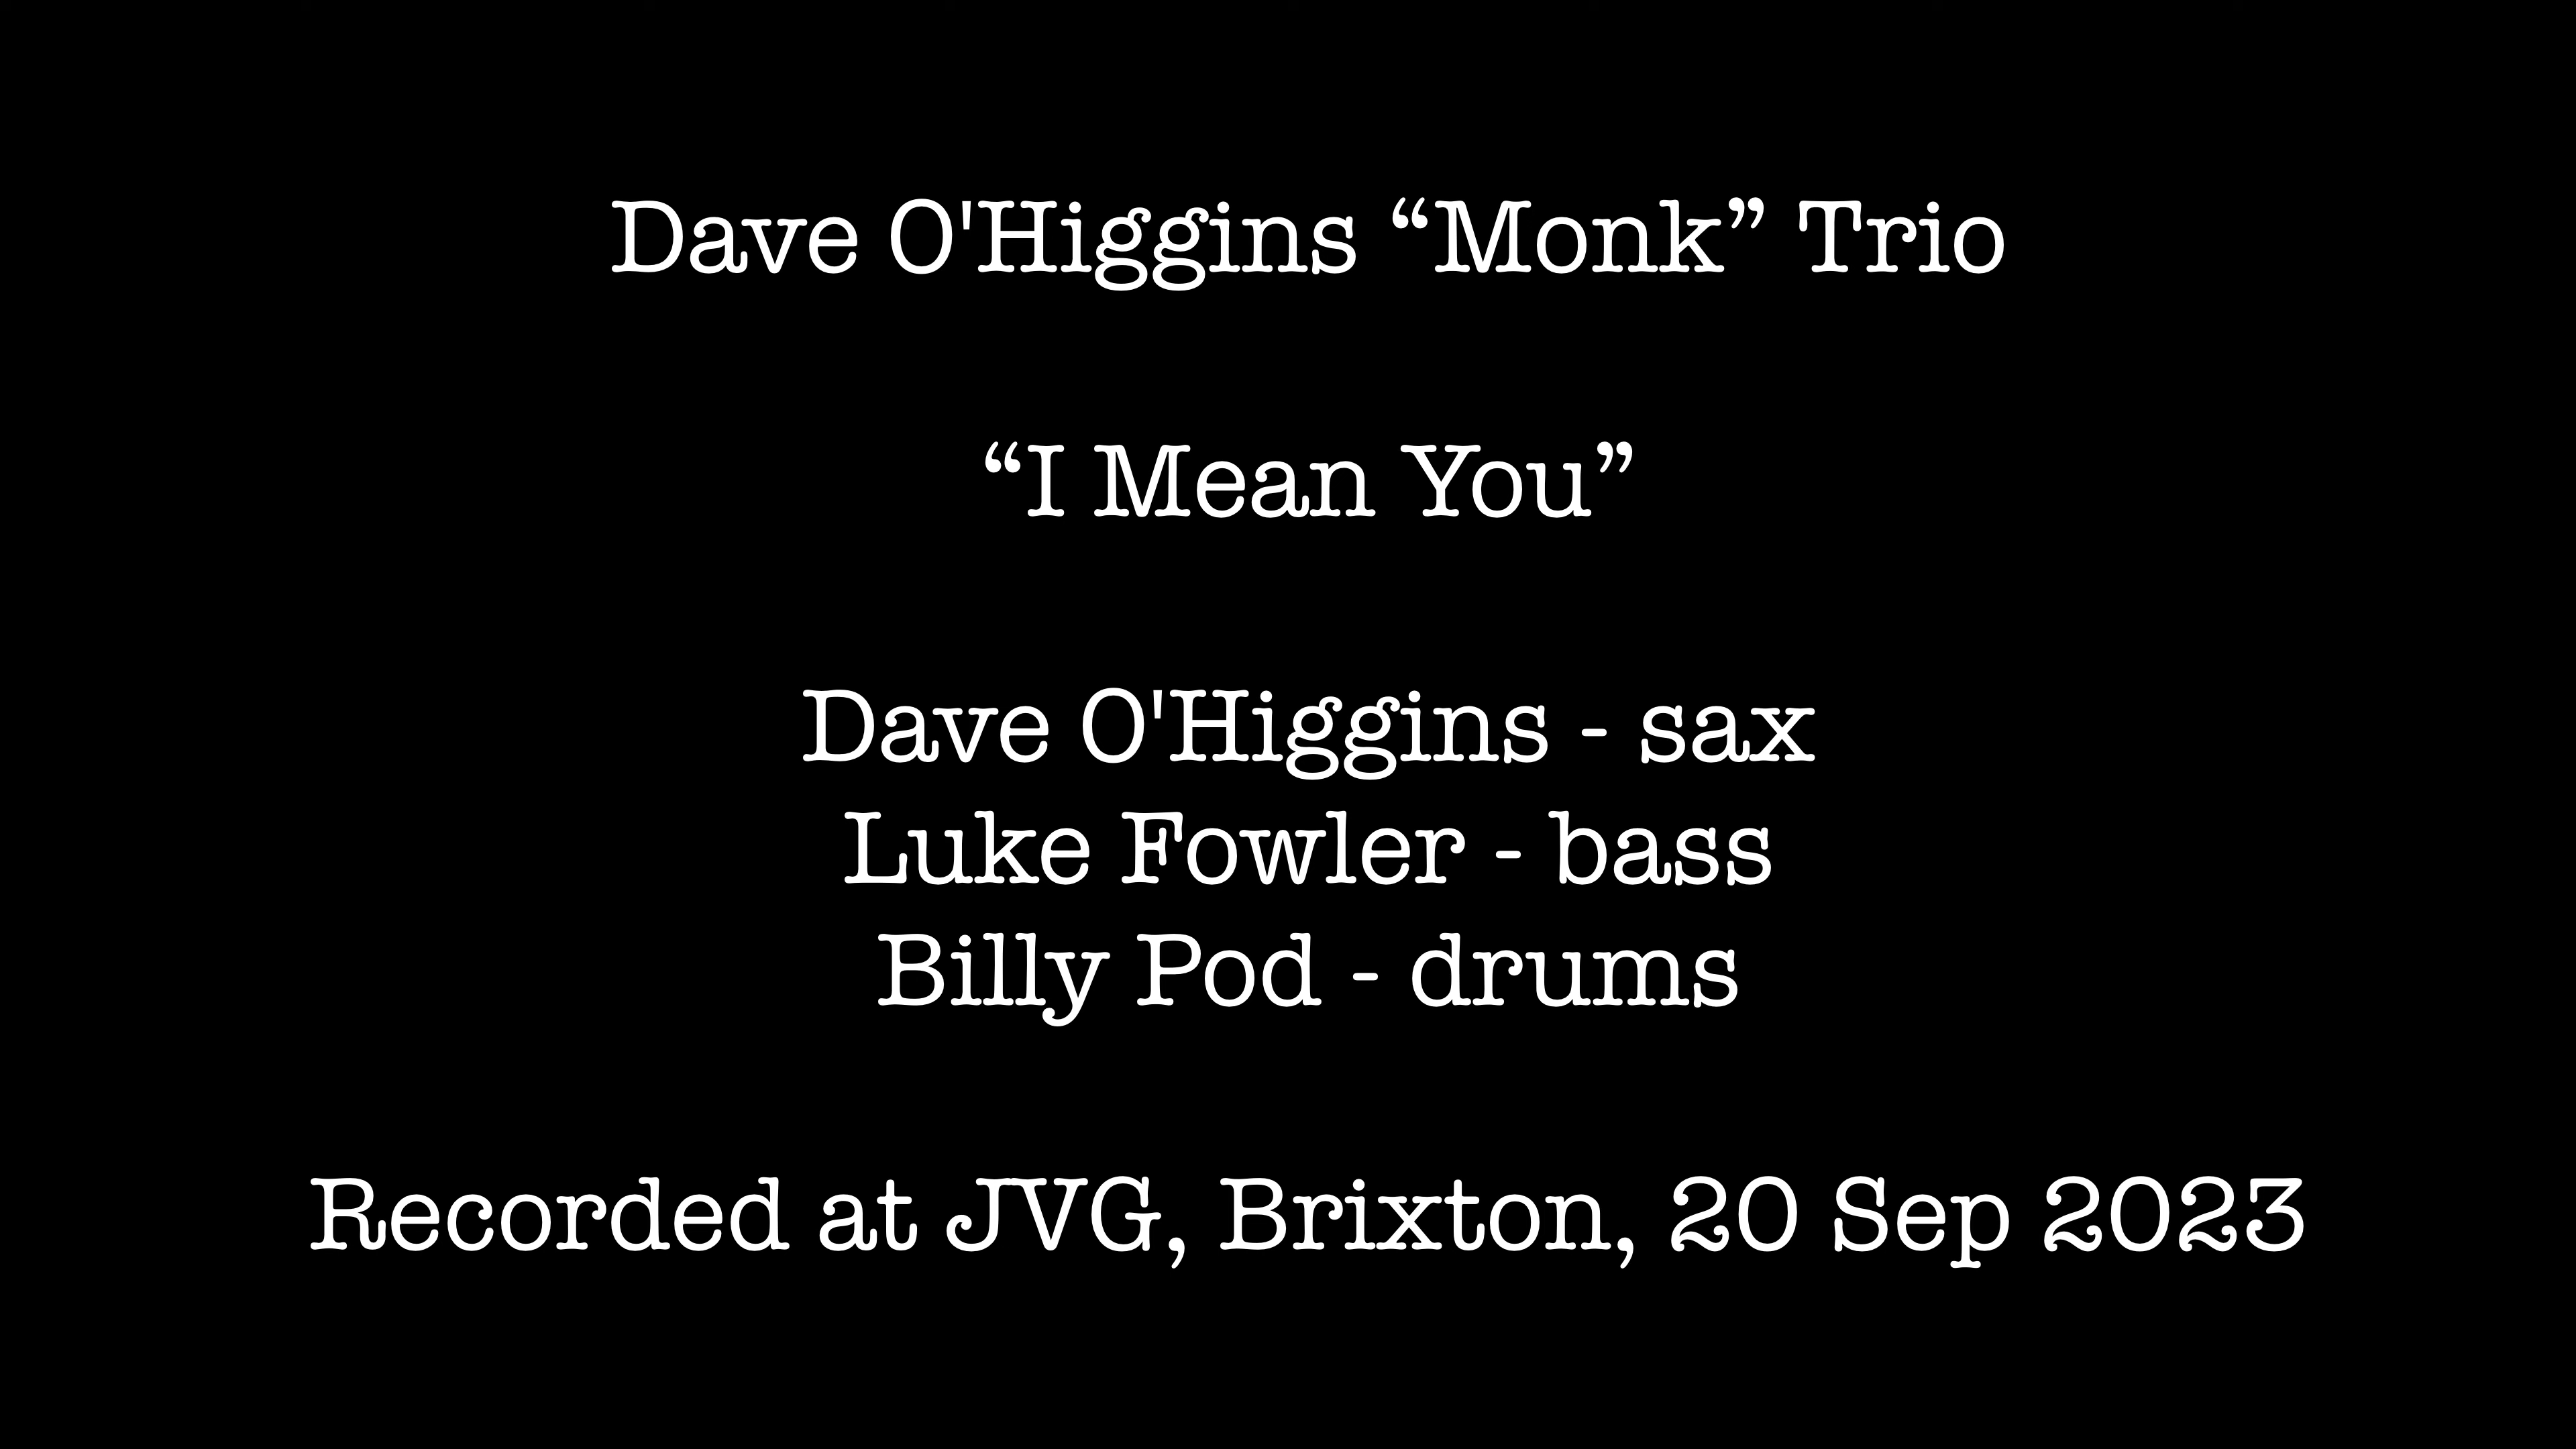 Dave O'Higgins “Monk” Trio
“I Mean You”
Dave O'Higgins - sax
Luke Fowler - bass
Billy Pod - drums
Recorded at JVG, Brixton, 20 Sep 2023